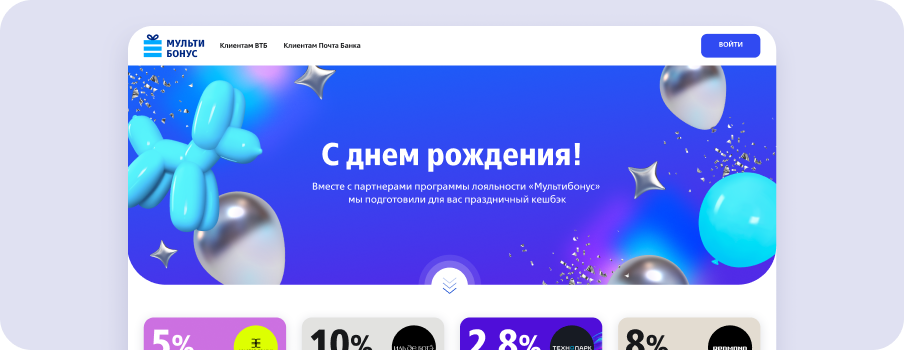 МУЛЬТИ
БОНУС
Клиентам ВТБ
Клиентам Почта Банка
ВОЙТИ
С днем рождения!
Вместе с партнерами программы лояльности «Мультибонус»
мы подготовили для вас праздничный кешбэк
5%
10%
2,8%
ТЕХНОПАРК
8%